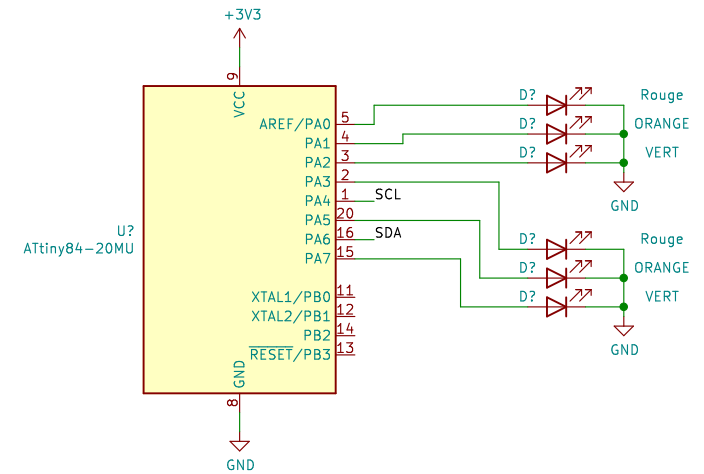 +3V3
9
VCC
AREF/PA0 5
PA1 4
PA2 3
PA3 2
PA4 1 SCL
PA5 20
PA6 16 SDA
PA7 15
XTAL1/PB0 11
XTAL2/PB1 12
PB2 14
RESET/PB3 13
U?
ATtiny84-20MU
GND
8
GND
D? Rouge
D? ORANGE
D? VERT
GND
D? Rouge
D? ORANGE
D? VERT
GND